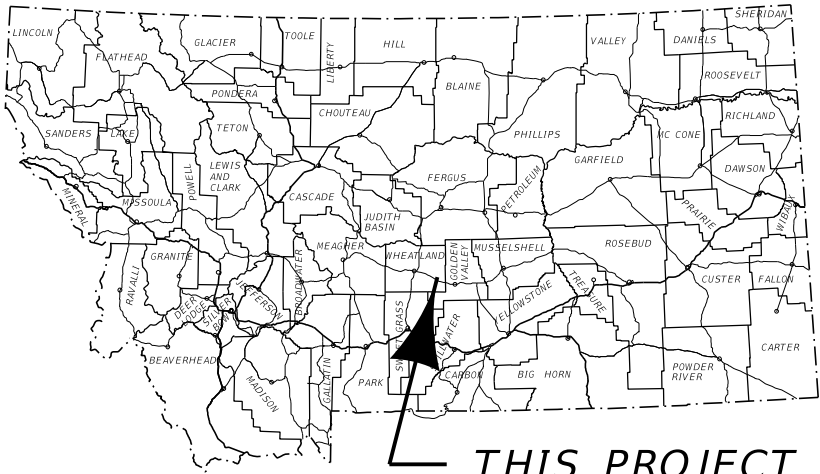 SHERIDAN
LINCOLN
TOOLE
GLACIER
HILL
VALLEY
DANIELS
LIBERTY
FLATHEAD
ROOSEVELT
BLAINE
PONDERA
CHOUTEAU
RICHLAND
TETON
SANDERS
LAKE
PHILLIPS
MC CONE
GARFIELD
LEWIS
AND
CLARK
DAWSON
POWELL
FERGUS
PETROLEUM
CASCADE
MINERAL
MISSOULA
JUDITH
BASIN
PRAIRIE
WIBAUX
MEAGHER
WHEATLAND
GOLDEN
VALLEY
MUSSELSHELL
ROSEBUD
GRANITE
BROADWATER
RAVALLI
CUSTER
FALLON
TREASURE
JEFFERSON
DEER
LODGE
SILVER
BOW
YELLOWSTONE
SWEET GRASS
LLWATER
BEAVERHEAD
CARTER
GALLATIN
PARK
CARBON
BIG HORN
POWDER
RIVER
MADISON
THIS PROJECT